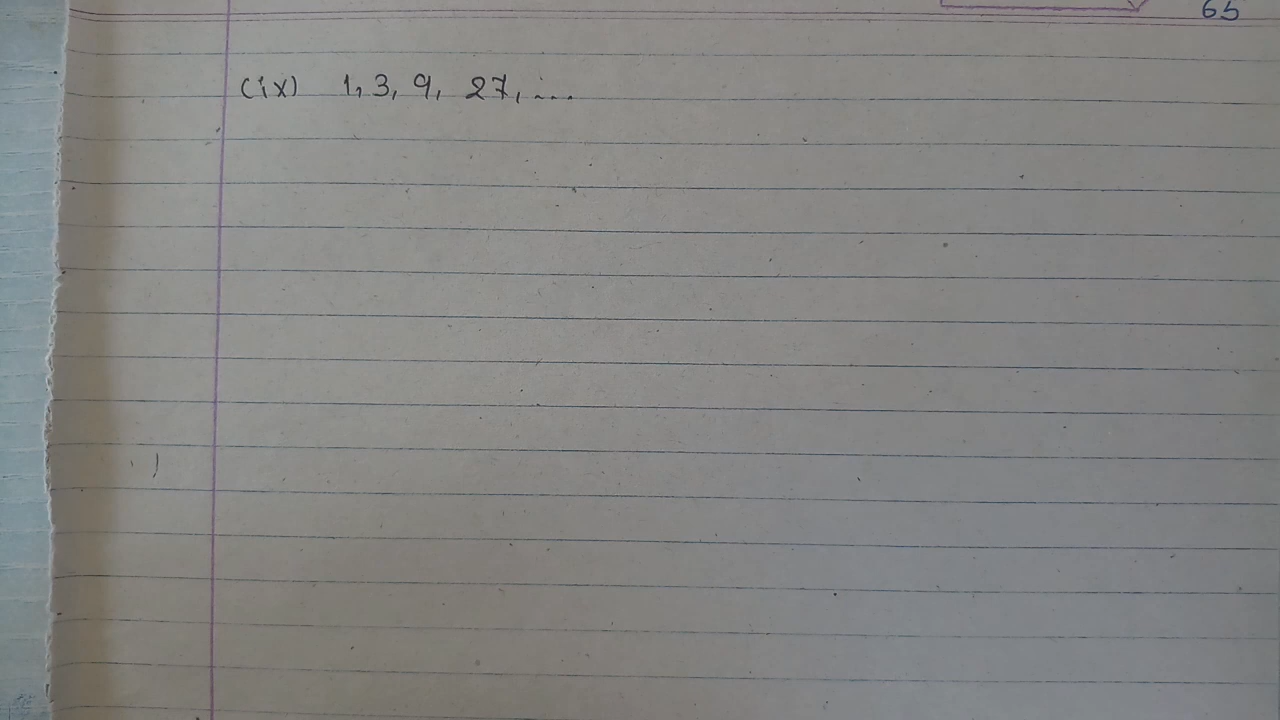 65
(ix) 1, 3, 9, 27, ...